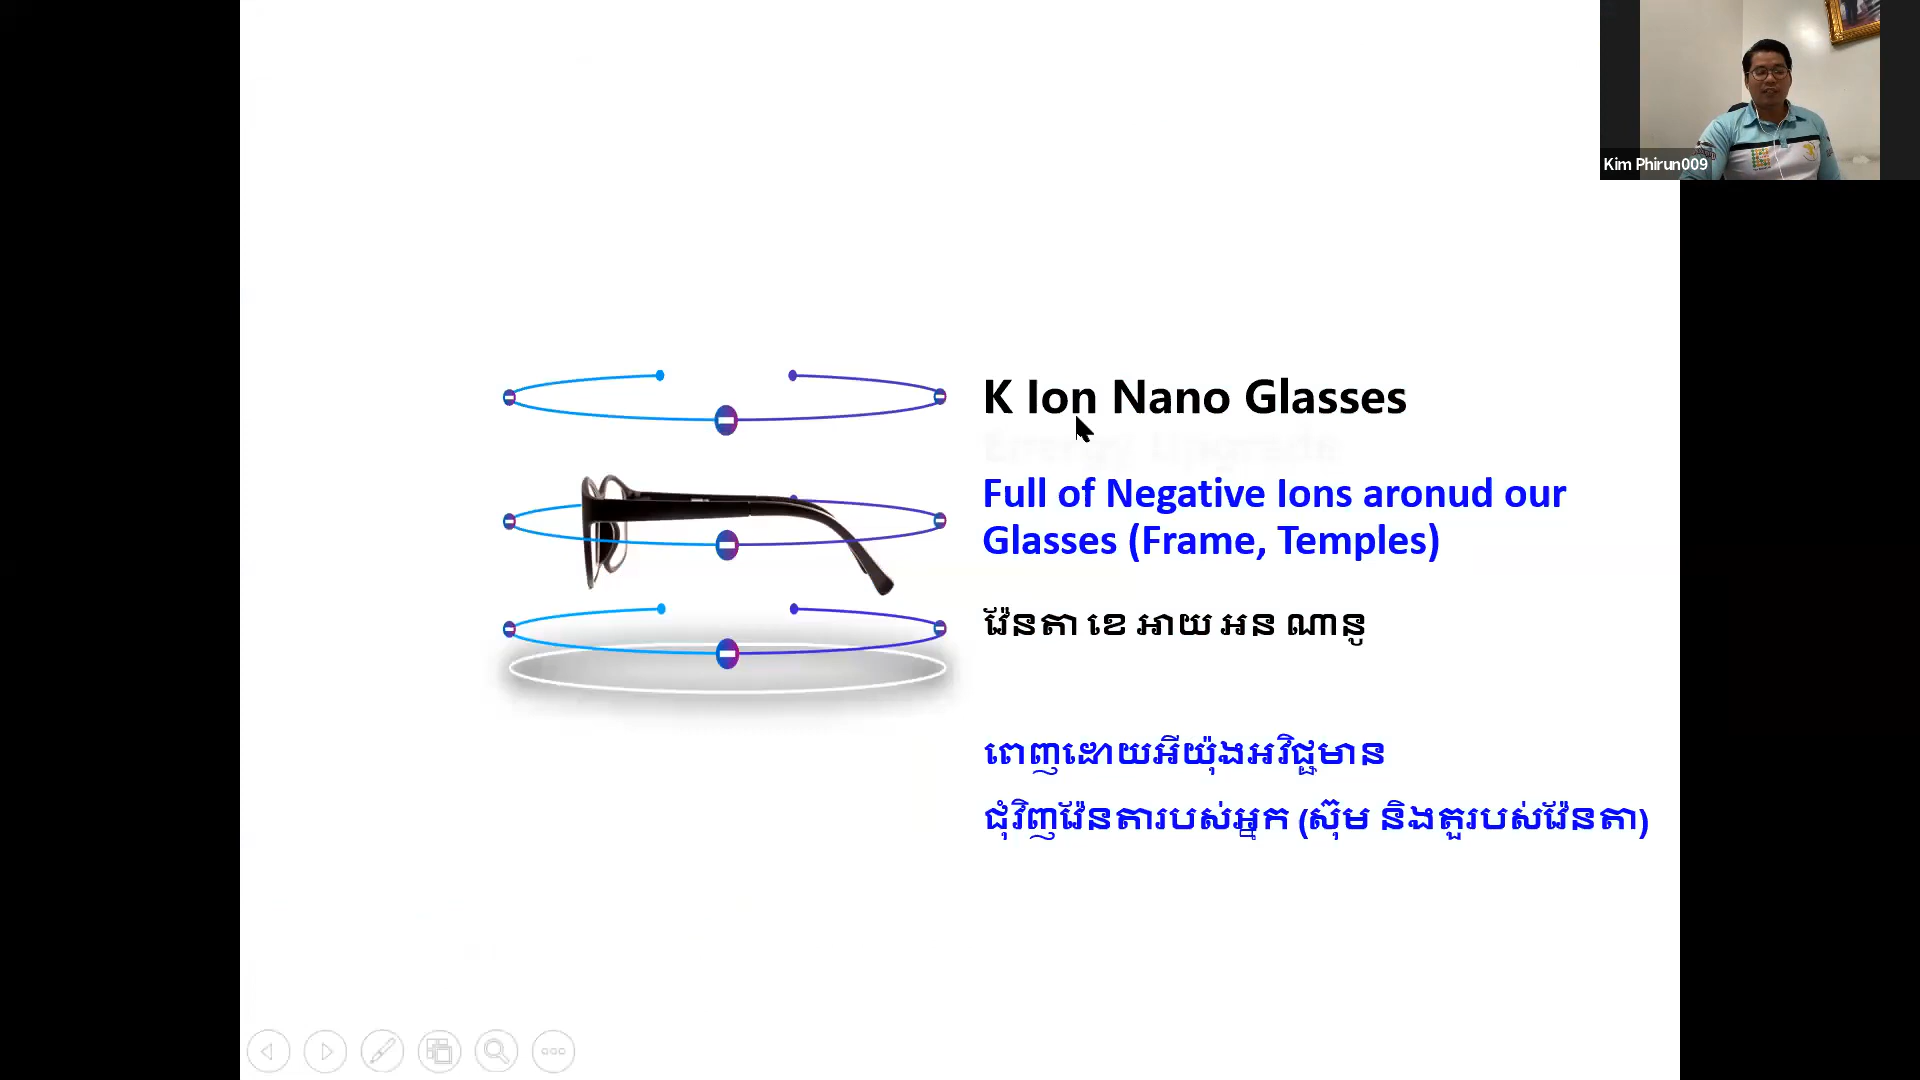 Kim Phirun009
K Ion Nano Glasses
Energy Upgrade
Full of Negative Ions aronud our
Glasses (Frame, Temples)
វ៉ែនតា ខេ អាយ អន ណានូ
ពេញដោយអីយ៉ុងអវិជ្ជមាន
ជុំវិញវ៉ែនតារបស់អ្នក (ស៊ុម និងតួរបស់វ៉ែនតា)